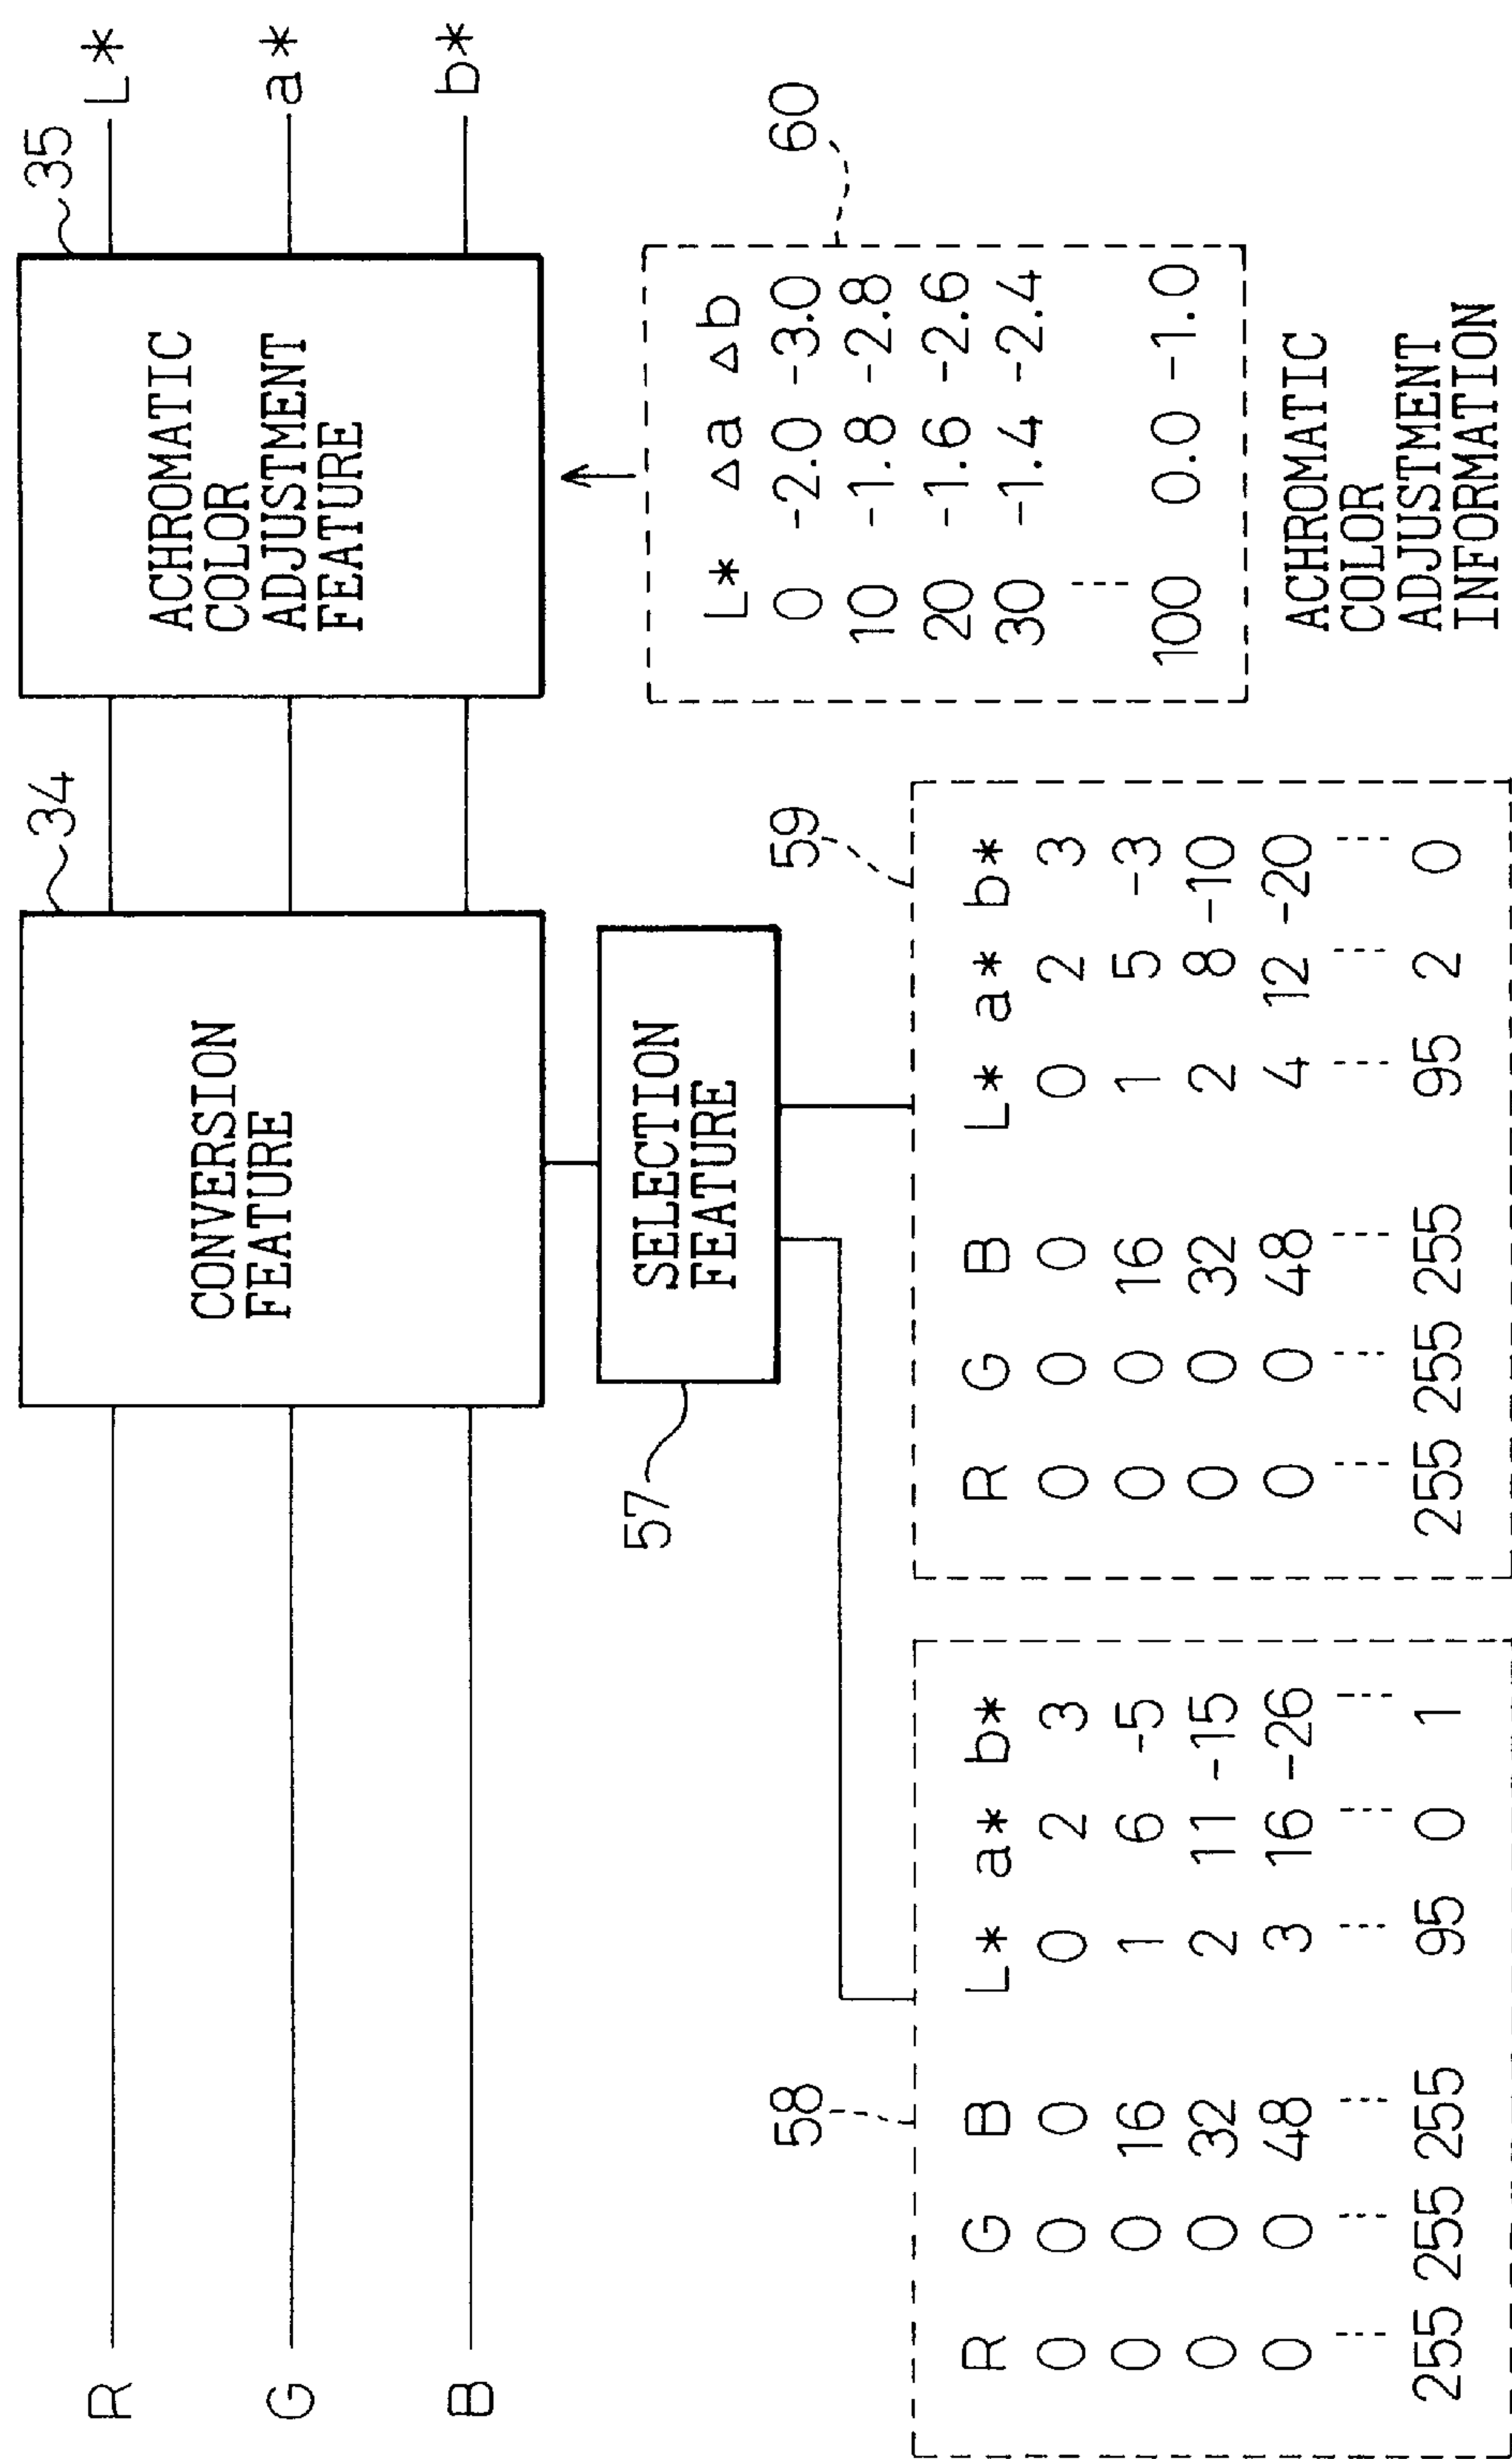 R
G
B
34
CONVERSION
FEATURE
35
ACHROMATIC
COLOR
ADJUSTMENT
FEATURE
L*
a*
b*
57
SELECTION
FEATURE
58
R G B L* a* b*
0 0 0 0 2 3
0 0 16 1 6 -5
0 0 32 2 11 -15
0 0 48 3 16 -26
255 255 255 95 0 1
59
R G B L* a* b*
0 0 0 0 2 3
0 0 16 1 5 -3
0 0 32 2 8 -10
0 0 48 4 12 -20
255 255 255 95 2 0
60
L* Δa Δb
0 -2.0 -3.0
10 -1.8 -2.8
20 -1.6 -2.6
30 -1.4 -2.4
100 0.0 -1.0
ACHROMATIC
COLOR
ADJUSTMENT
INFORMATION